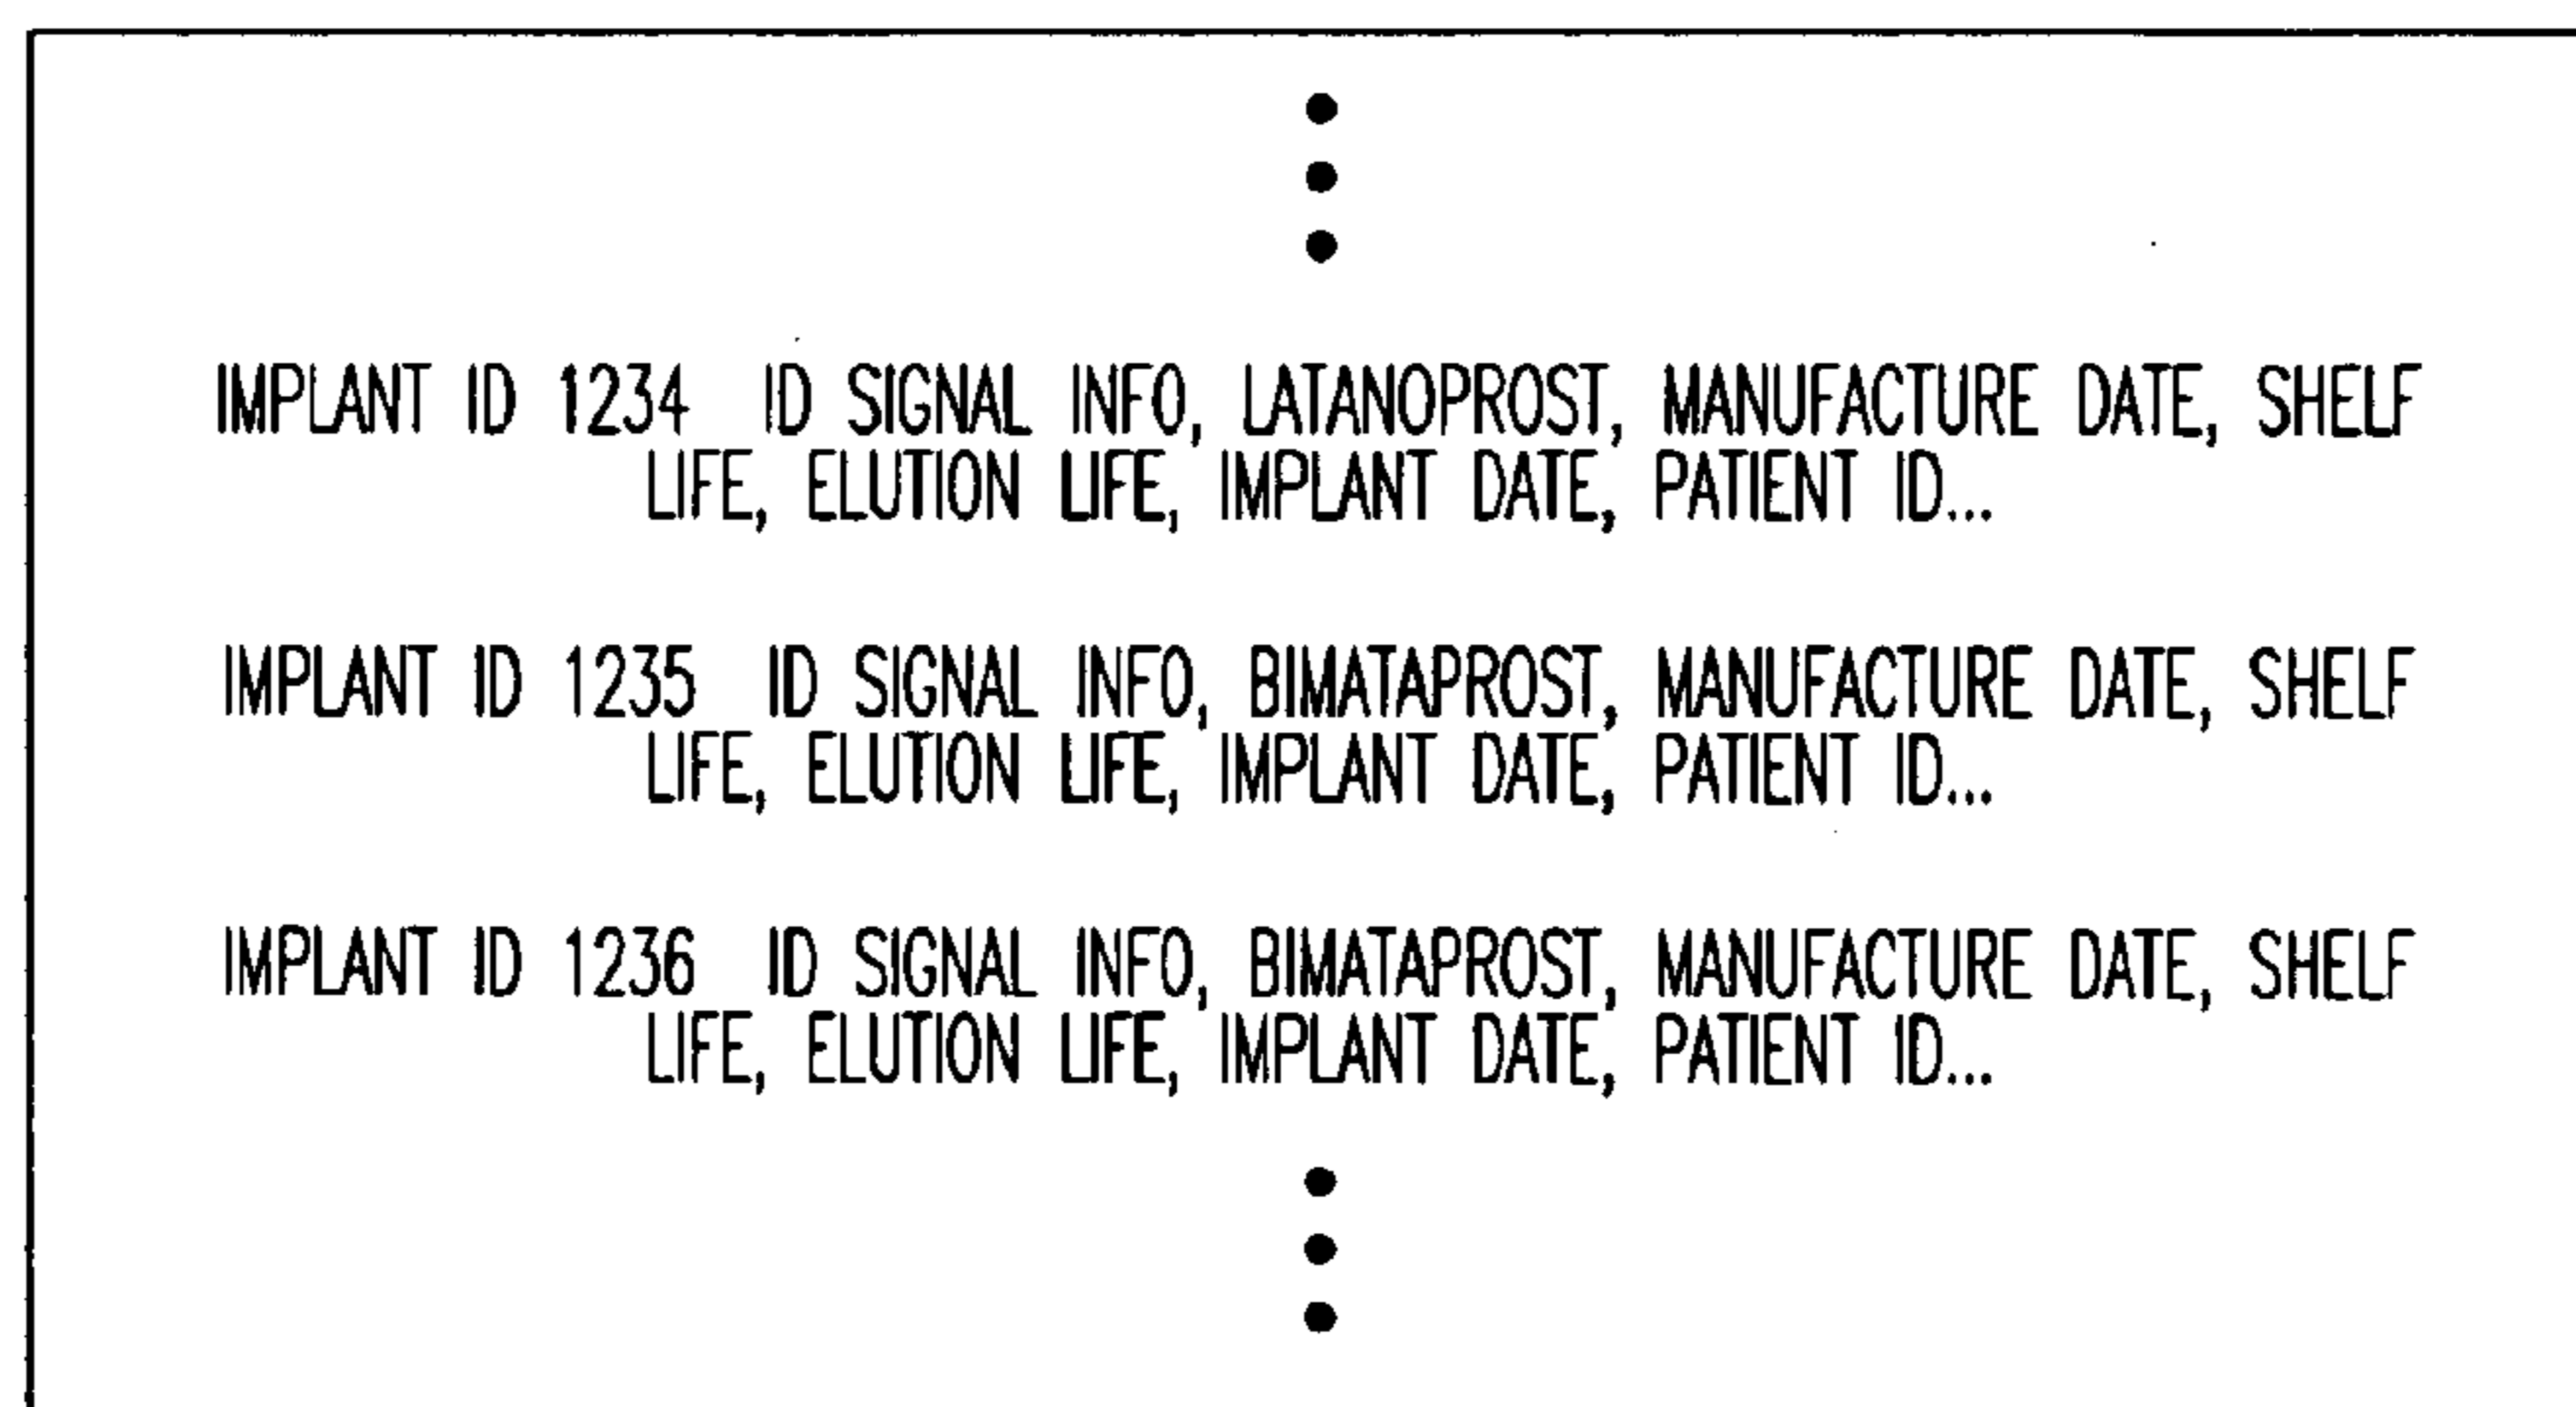 IMPLANT ID 1234 ID SIGNAL INFO, LATANOPROST, MANUFACTURE DATE, SHELF
LIFE, ELUTION LIFE, IMPLANT DATE, PATIENT ID...
IMPLANT ID 1235 ID SIGNAL INFO, BIMATAPROST, MANUFACTURE DATE, SHELF
LIFE, ELUTION LIFE, IMPLANT DATE, PATIENT ID...
IMPLANT ID 1236 ID SIGNAL INFO, BIMATAPROST, MANUFACTURE DATE, SHELF
LIFE, ELUTION LIFE, IMPLANT DATE, PATIENT ID...